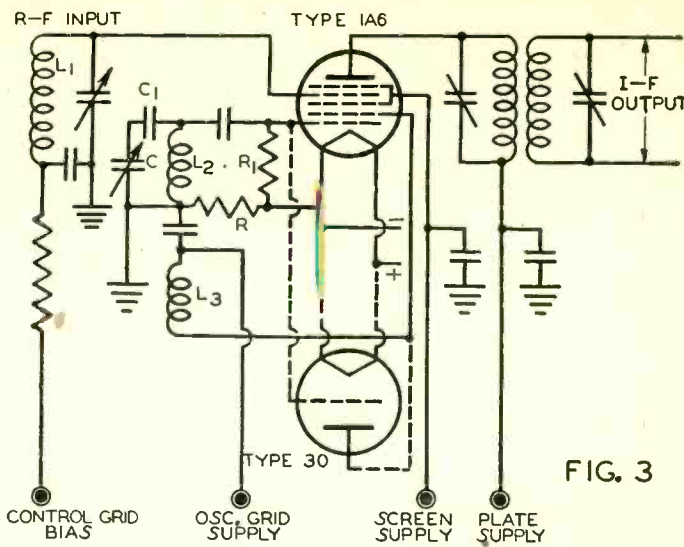 R-F INPUT
TYPE 1A6
L1
C1
C
L2
R1
R
L3
I-F
OUTPUT
−
+
TYPE 30
FIG. 3
CONTROL GRID
BIAS
OSC. GRID
SUPPLY
SCREEN
SUPPLY
PLATE
SUPPLY